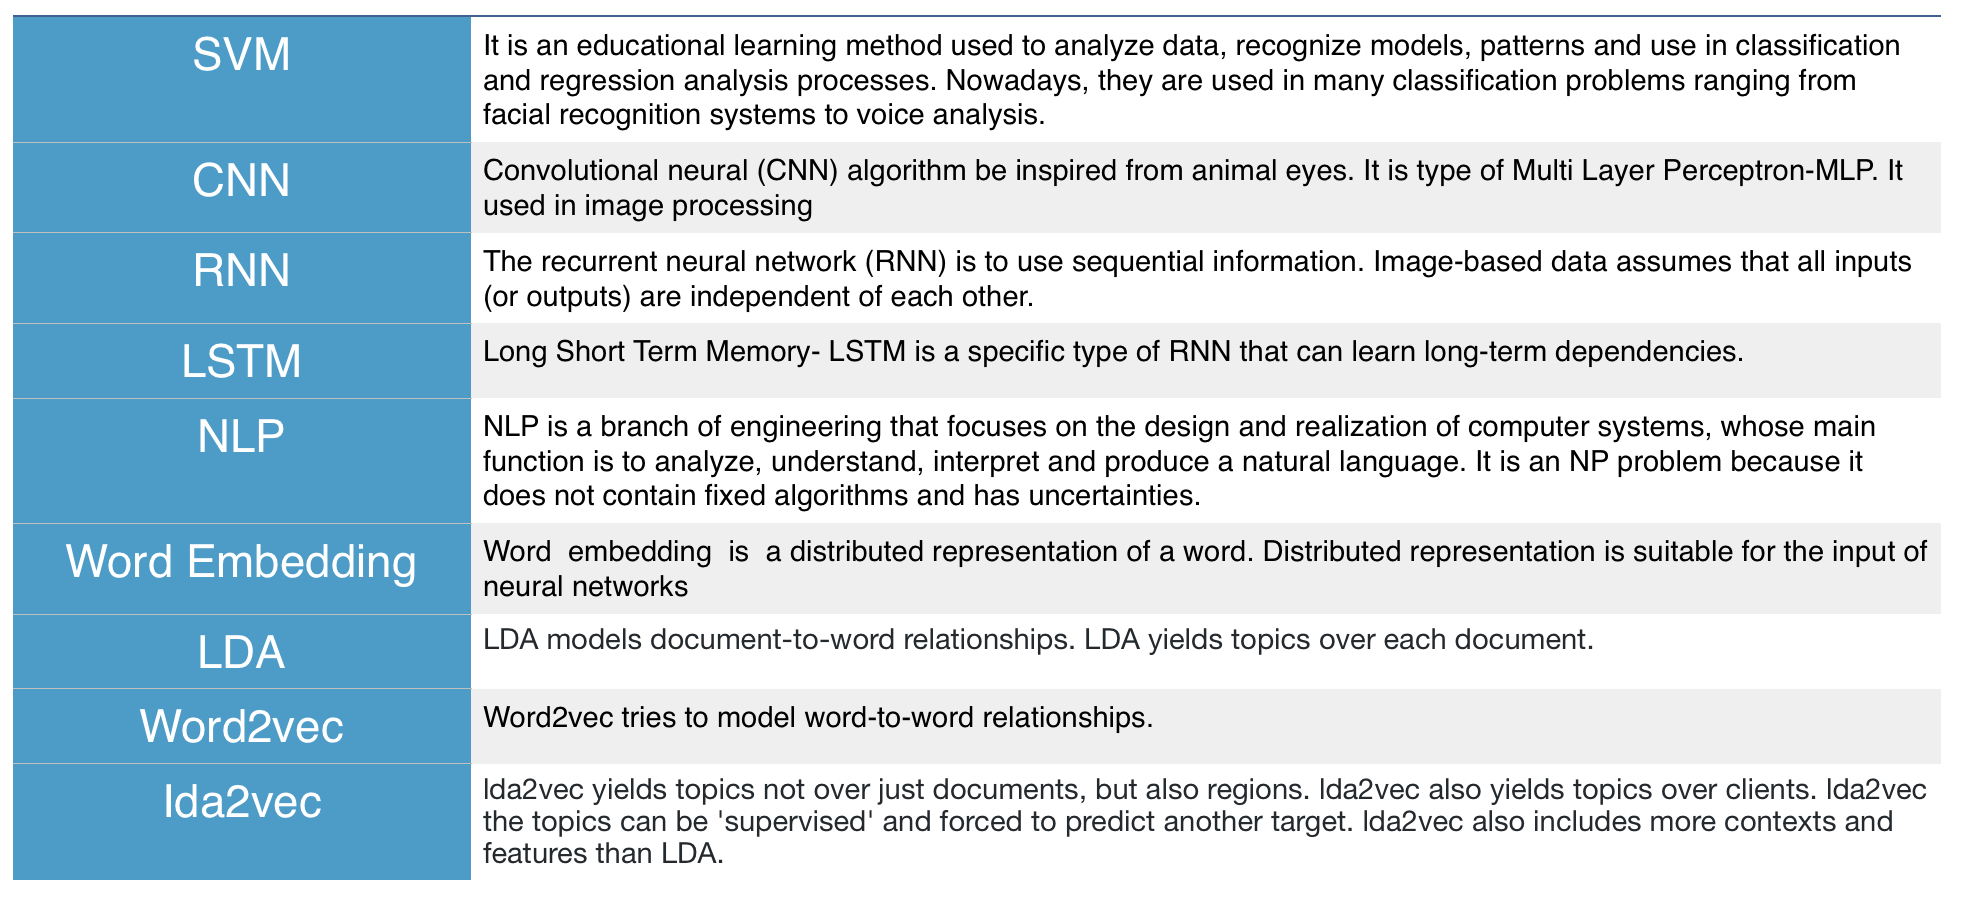 SVM
It is an educational learning method used to analyze data, recognize models, patterns and use in classification
and regression analysis processes. Nowadays, they are used in many classification problems ranging from
facial recognition systems to voice analysis.
CNN
Convolutional neural (CNN) algorithm be inspired from animal eyes. It is type of Multi Layer Perceptron-MLP. It
used in image processing
RNN
The recurrent neural network (RNN) is to use sequential information. Image-based data assumes that all inputs
(or outputs) are independent of each other.
LSTM
Long Short Term Memory- LSTM is a specific type of RNN that can learn long-term dependencies.
NLP
NLP is a branch of engineering that focuses on the design and realization of computer systems, whose main
function is to analyze, understand, interpret and produce a natural language. It is an NP problem because it
does not contain fixed algorithms and has uncertainties.
Word Embedding
Word embedding is a distributed representation of a word. Distributed representation is suitable for the input of
neural networks
LDA
LDA models document-to-word relationships. LDA yields topics over each document.
Word2vec
Word2vec tries to model word-to-word relationships.
lda2vec
lda2vec yields topics not over just documents, but also regions. lda2vec also yields topics over clients. lda2vec
the topics can be 'supervised' and forced to predict another target. lda2vec also includes more contexts and
features than LDA.